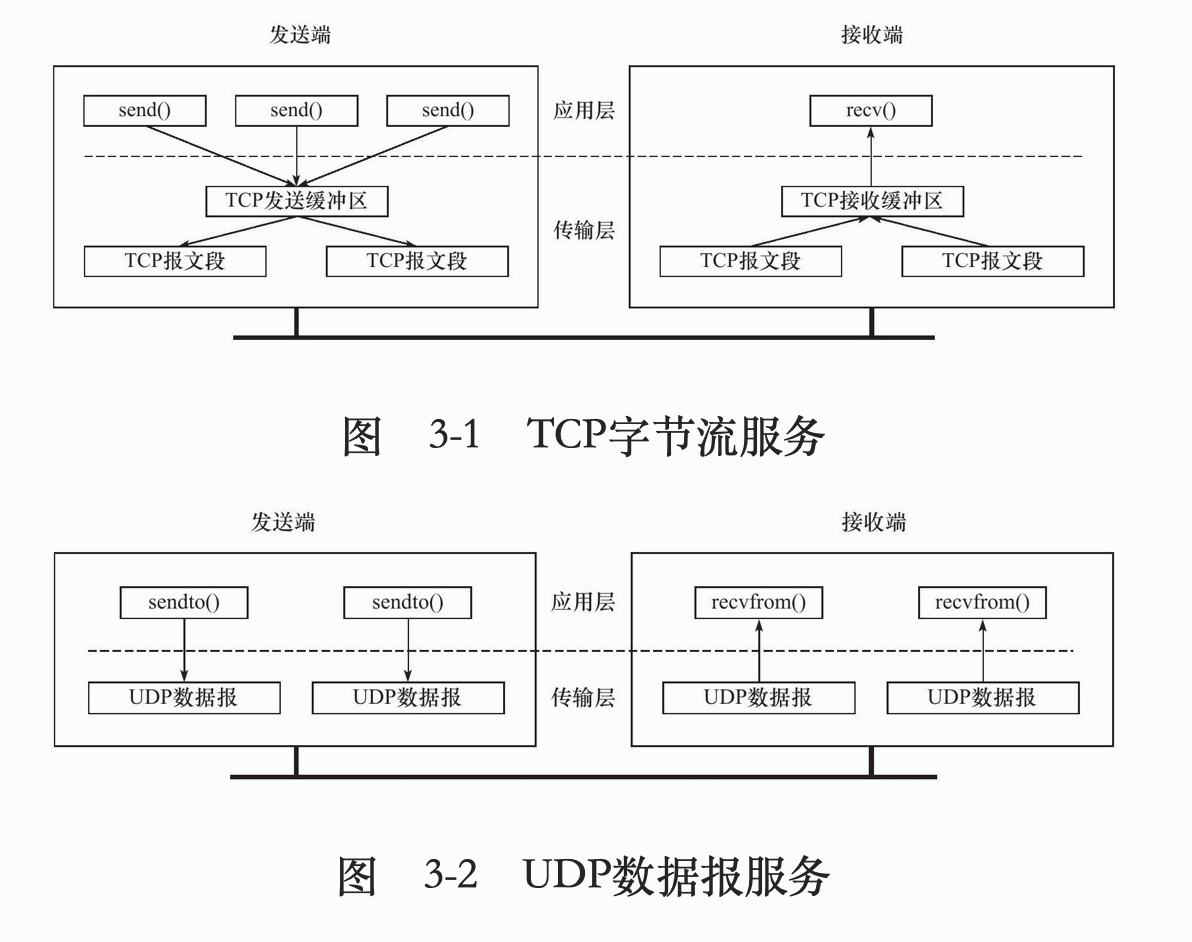 发送端 接收端
send() send() send() 应用层 recv()
TCP发送缓冲区 TCP接收缓冲区
传输层
TCP报文段 TCP报文段 TCP报文段 TCP报文段
图 3-1 TCP字节流服务
发送端 接收端
sendto() sendto() 应用层 recvfrom() recvfrom()
UDP数据报 UDP数据报 传输层 UDP数据报 UDP数据报
图 3-2 UDP数据报服务